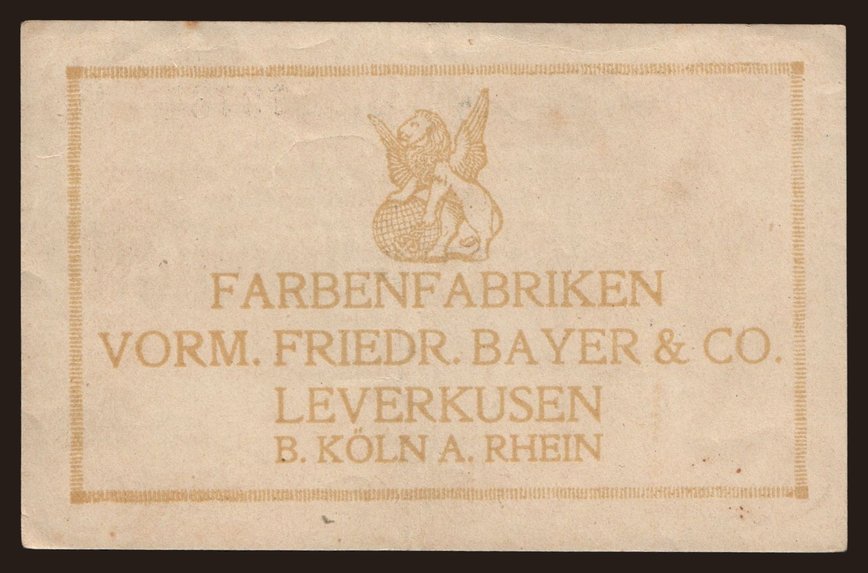 FARBENFABRIKEN
VORM. FRIEDR. BAYER & CO.
LEVERKUSEN
B. KÖLN A. RHEIN